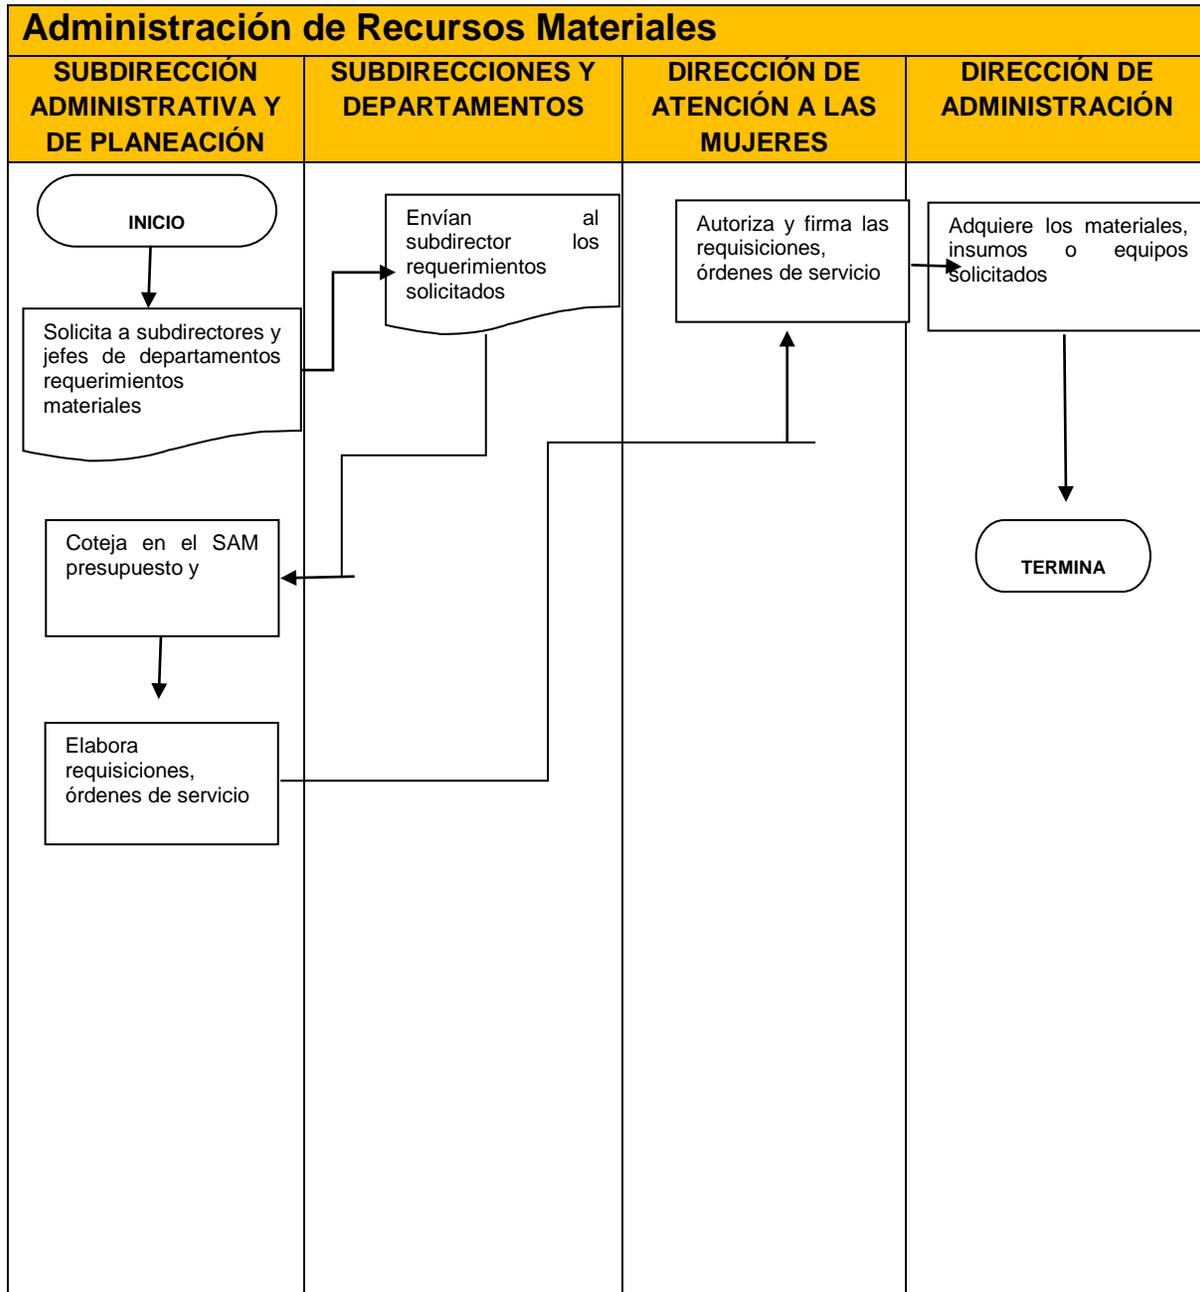 Administración de Recursos Materiales
SUBDIRECCIÓN
ADMINISTRATIVA Y
DE PLANEACIÓN
SUBDIRECCIONES Y
DEPARTAMENTOS
DIRECCIÓN DE
ATENCIÓN A LAS
MUJERES
DIRECCIÓN DE
ADMINISTRACIÓN
INICIO
Solicita a subdirectores y
jefes de departamentos
requerimientos
materiales
Envían al
subdirector los
requerimientos
solicitados
Coteja en el SAM
presupuesto y
Elabora
requisiciones,
órdenes de servicio
Autoriza y firma las
requisiciones,
órdenes de servicio
Adquiere los materiales,
insumos o equipos
solicitados
TERMINA